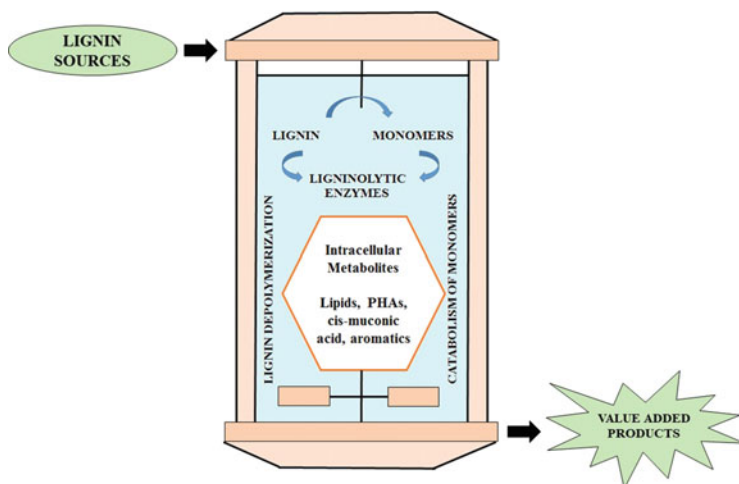 LIGNIN
SOURCES
LIGNIN
MONOMERS
LIGNINOLYTIC
ENZYMES
LIGNIN DEPOLYMERIZATION
Intracellular
Metabolites
Lipids, PHAs,
cis-muconic
acid, aromatics
CATABOLISM OF MONOMERS
VALUE ADDED
PRODUCTS